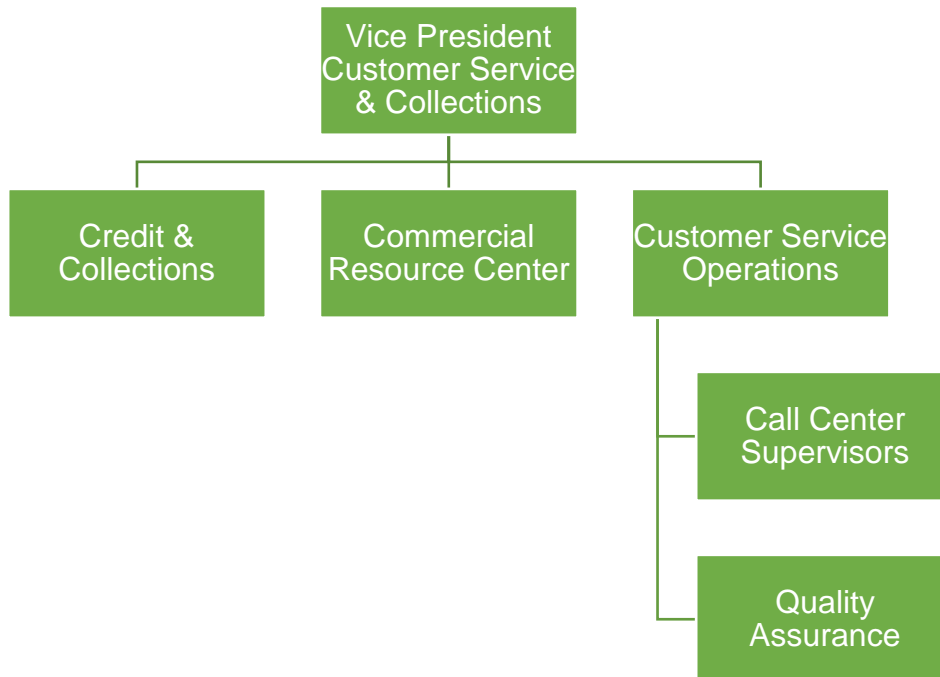 Vice President
Customer Service
& Collections
Credit &
Collections
Commercial
Resource Center
Customer Service
Operations
Call Center
Supervisors
Quality
Assurance